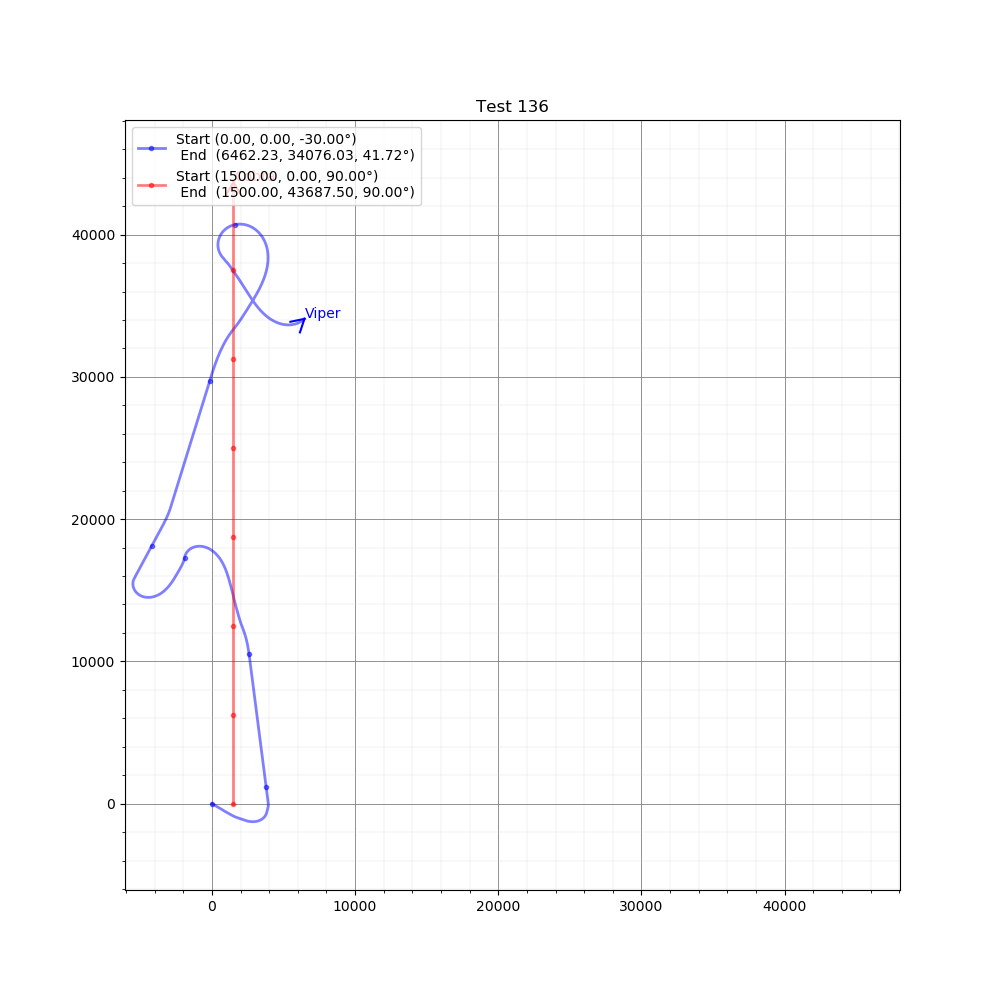 Test 136
Start (0.00, 0.00, -30.00°)
End (6462.23, 34076.03, 41.72°)
Start (1500.00, 0.00, 90.00°)
End (1500.00, 43687.50, 90.00°)
Viper
40000
30000
20000
10000
0
0
10000
20000
30000
40000